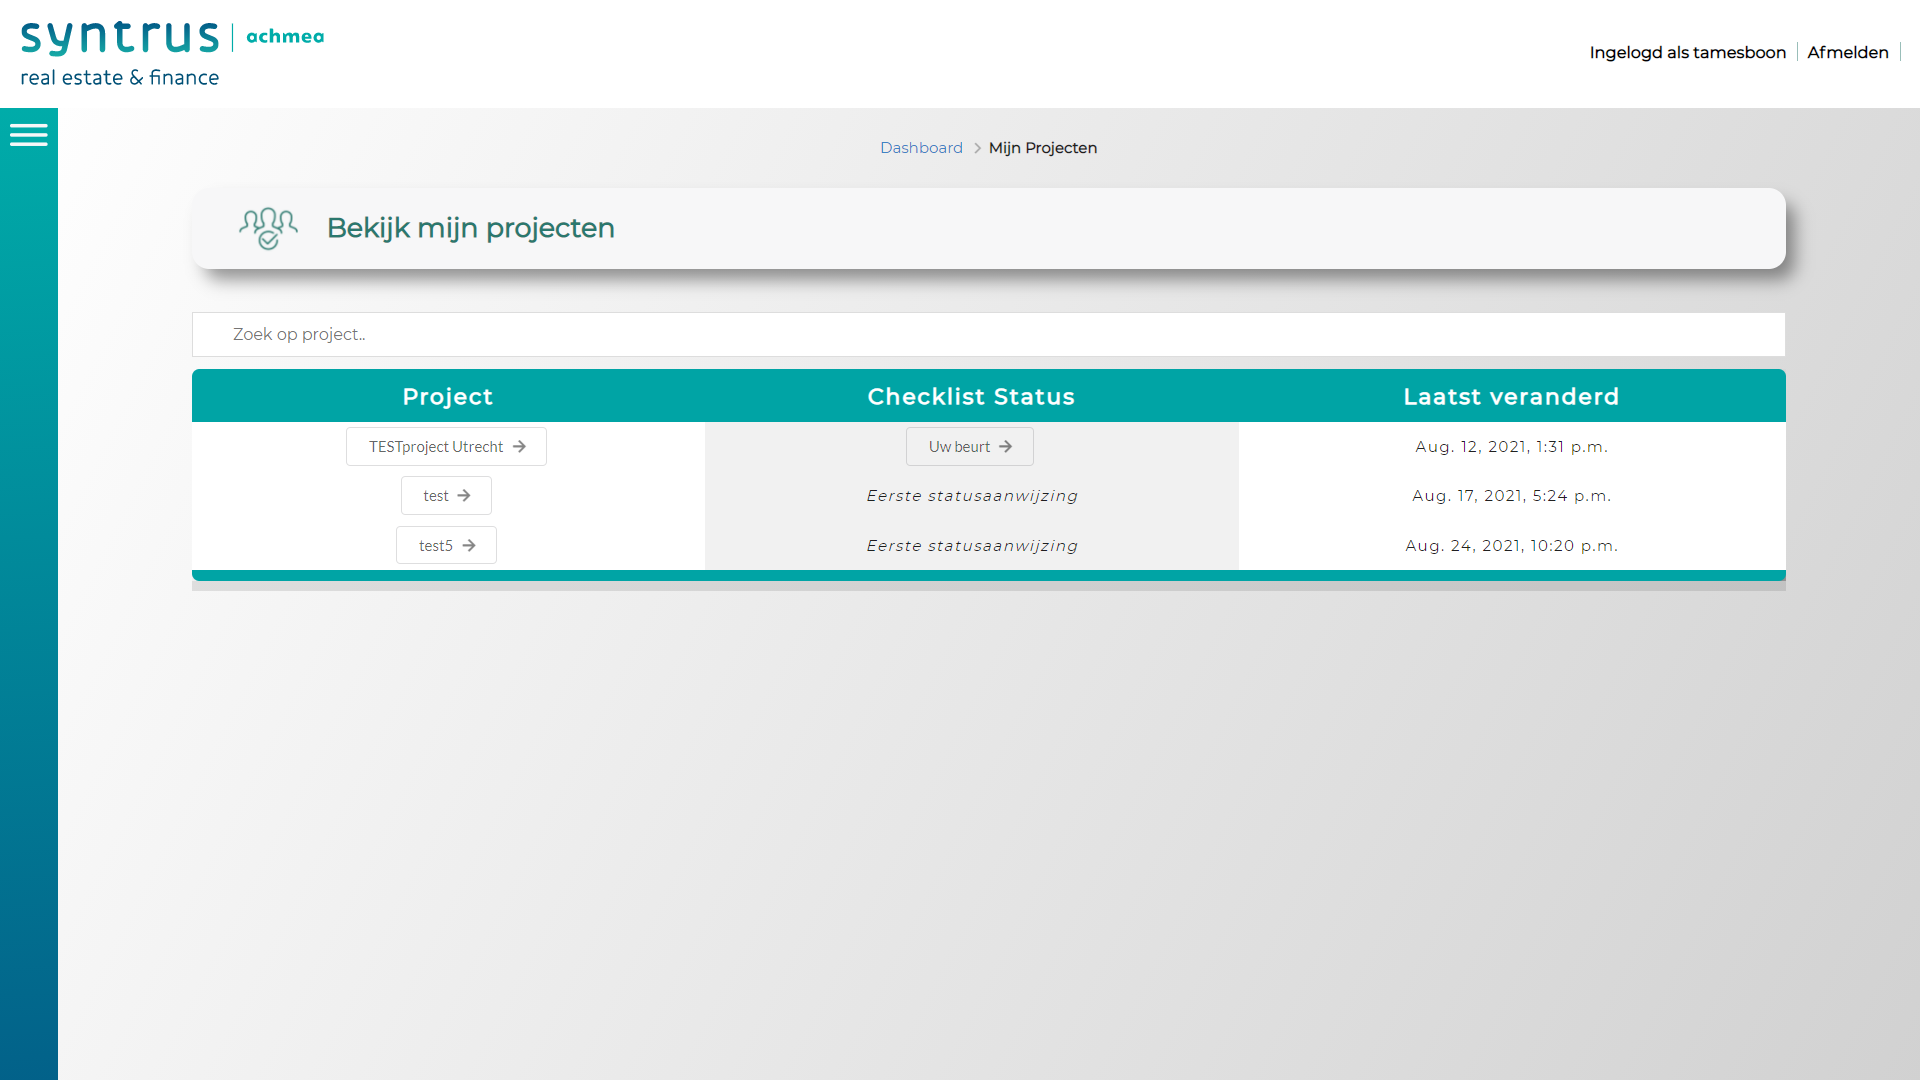 syntrus | achmea
real estate & finance
Ingelogd als tamesboon
Afmelden
Dashboard
Mijn Projecten
Bekijk mijn projecten
Zoek op project..
Project Checklist Status Laatst veranderd
TESTproject Utrecht Uw beurt Aug. 12, 2021, 1:31 p.m.
test Eerste statusaanwijzing Aug. 17, 2021, 5:24 p.m.
test5 Eerste statusaanwijzing Aug. 24, 2021, 10:20 p.m.